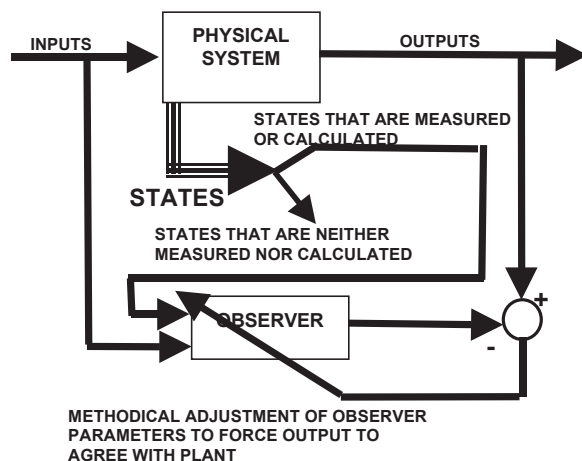 INPUTS
PHYSICAL
SYSTEM
OUTPUTS
STATES THAT ARE MEASURED
OR CALCULATED
STATES
STATES THAT ARE NEITHER
MEASURED NOR CALCULATED
OBSERVER
+
-
METHODICAL ADJUSTMENT OF OBSERVER
PARAMETERS TO FORCE OUTPUT TO
AGREE WITH PLANT